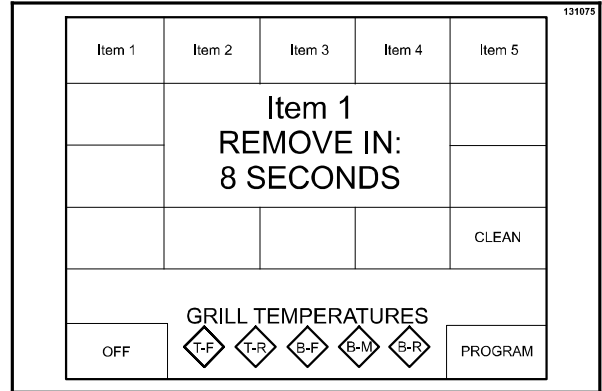 131075
Item 1 Item 2 Item 3 Item 4 Item 5
Item 1
REMOVE IN:
8 SECONDS
CLEAN
GRILL TEMPERATURES
T-F T-R B-F B-M B-R
OFF PROGRAM